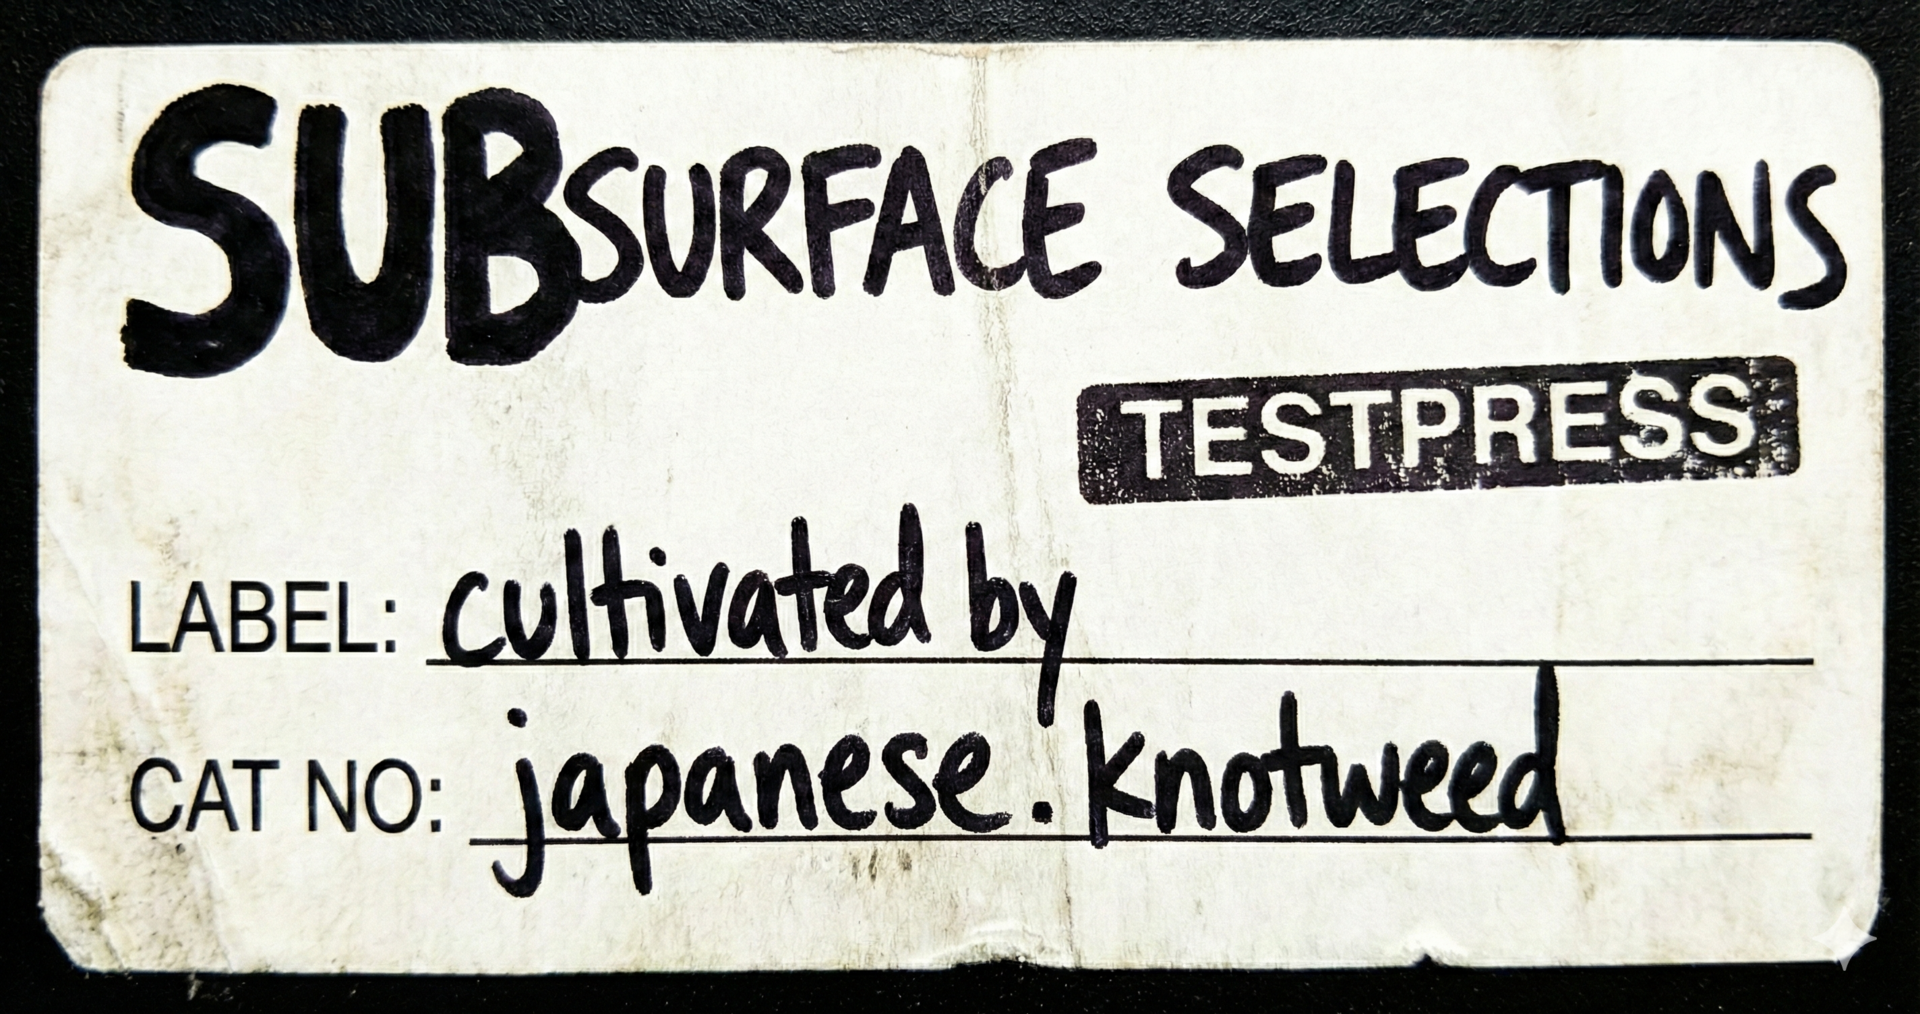 SUBSURFACE SELECTIONS
TESTPRESS
LABEL: cultivated by
CAT NO: japanese.knotweed